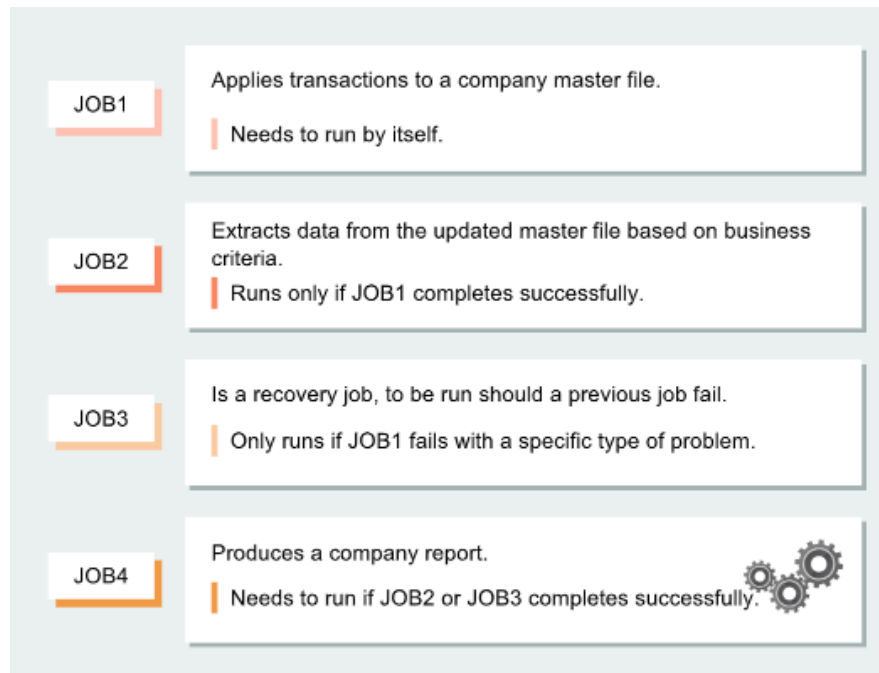 JOB1
Applies transactions to a company master file.
Needs to run by itself.
JOB2
Extracts data from the updated master file based on business
criteria.
Runs only if JOB1 completes successfully.
JOB3
Is a recovery job, to be run should a previous job fail.
Only runs if JOB1 fails with a specific type of problem.
JOB4
Produces a company report.
Needs to run if JOB2 or JOB3 completes successfully.